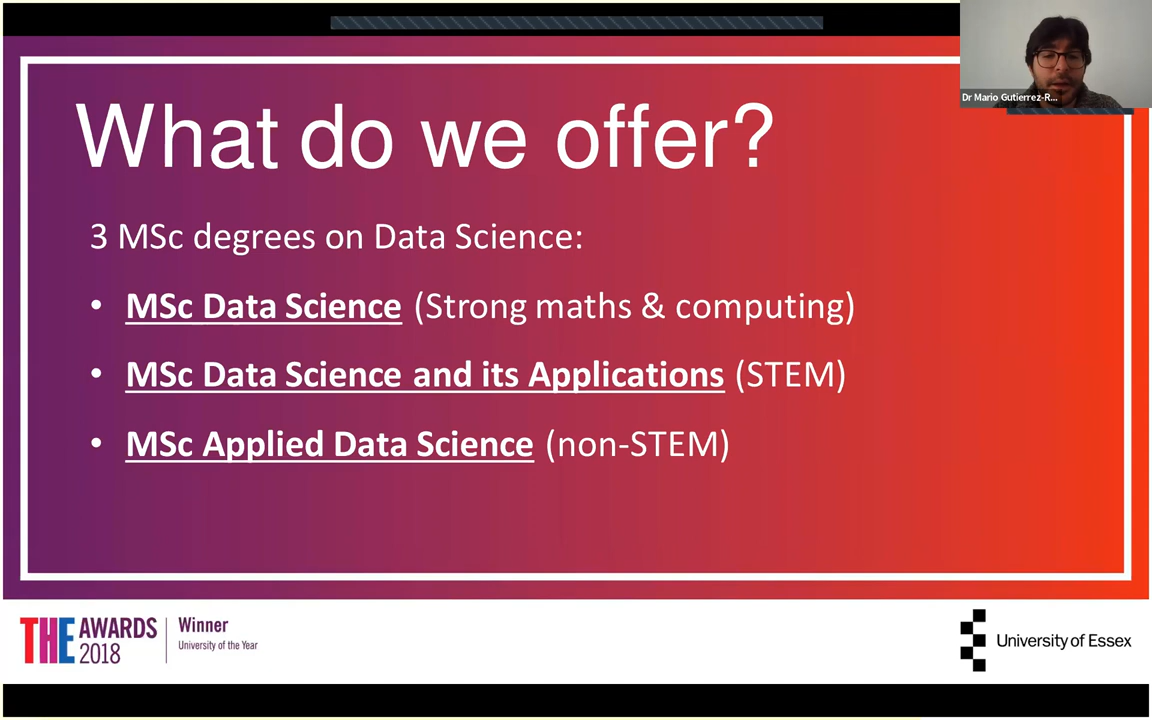 What do we offer?
Dr Mario Gutierrez-R...
3 MSc degrees on Data Science:
• MSc Data Science (Strong maths & computing)
• MSc Data Science and its Applications (STEM)
• MSc Applied Data Science (non-STEM)
THE AWARDS 2018
Winner
University of the Year
University of Essex